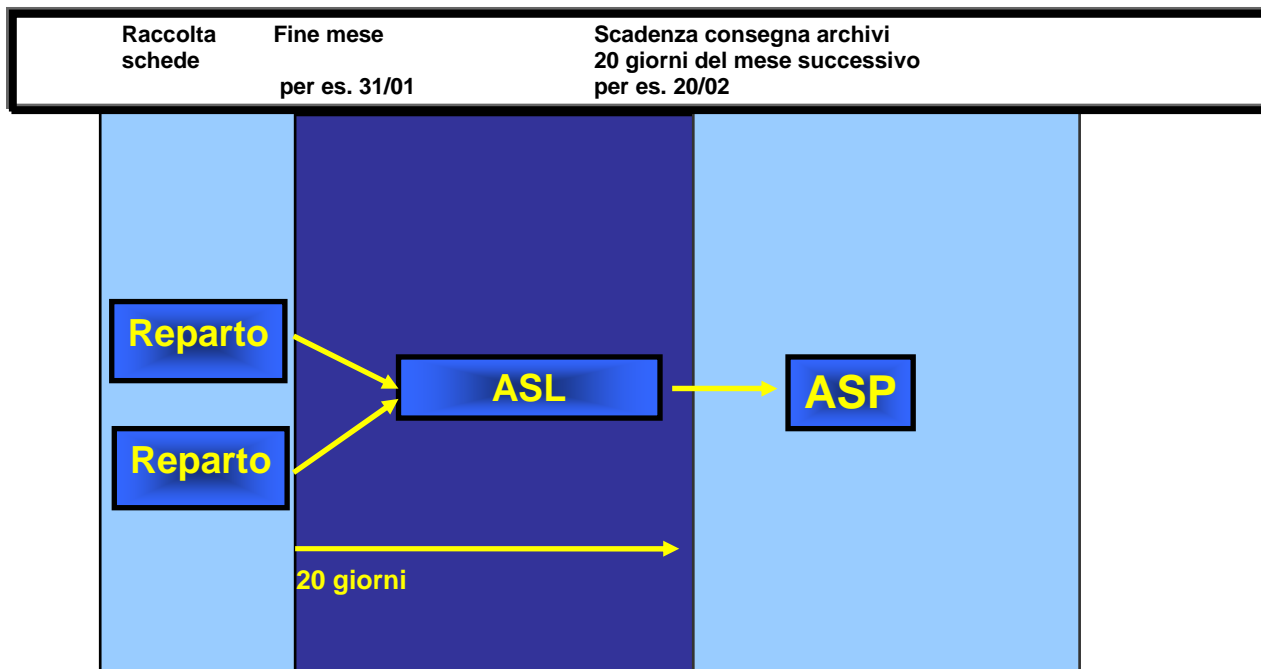 Raccolta
schede
Fine mese
per es. 31/01
Scadenza consegna archivi
20 giorni del mese successivo
per es. 20/02
Reparto
Reparto
ASL
ASP
20 giorni